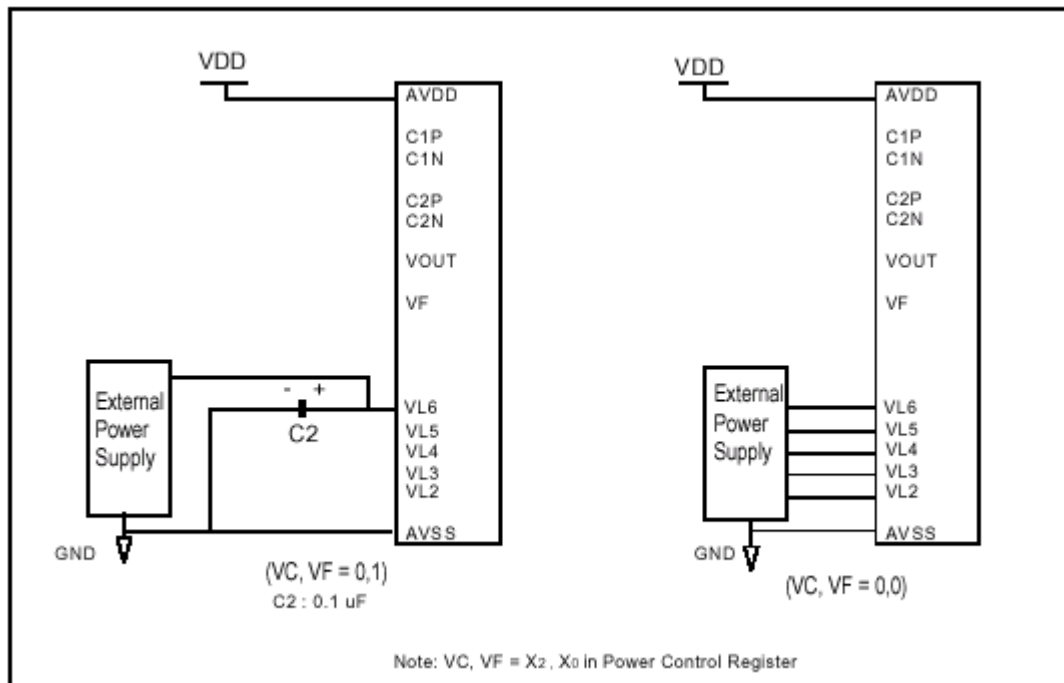 VDD
AVDD
C1P
C1N
C2P
C2N
VOUT
VF
External
Power
Supply
- +
C2
VL6
VL5
VL4
VL3
VL2
AVSS
GND
(VC, VF = 0,1)
C2 : 0.1 uF
VDD
AVDD
C1P
C1N
C2P
C2N
VOUT
VF
External
Power
Supply
VL6
VL5
VL4
VL3
VL2
AVSS
GND
(VC, VF = 0,0)
Note: VC, VF = X2 , X0 in Power Control Register